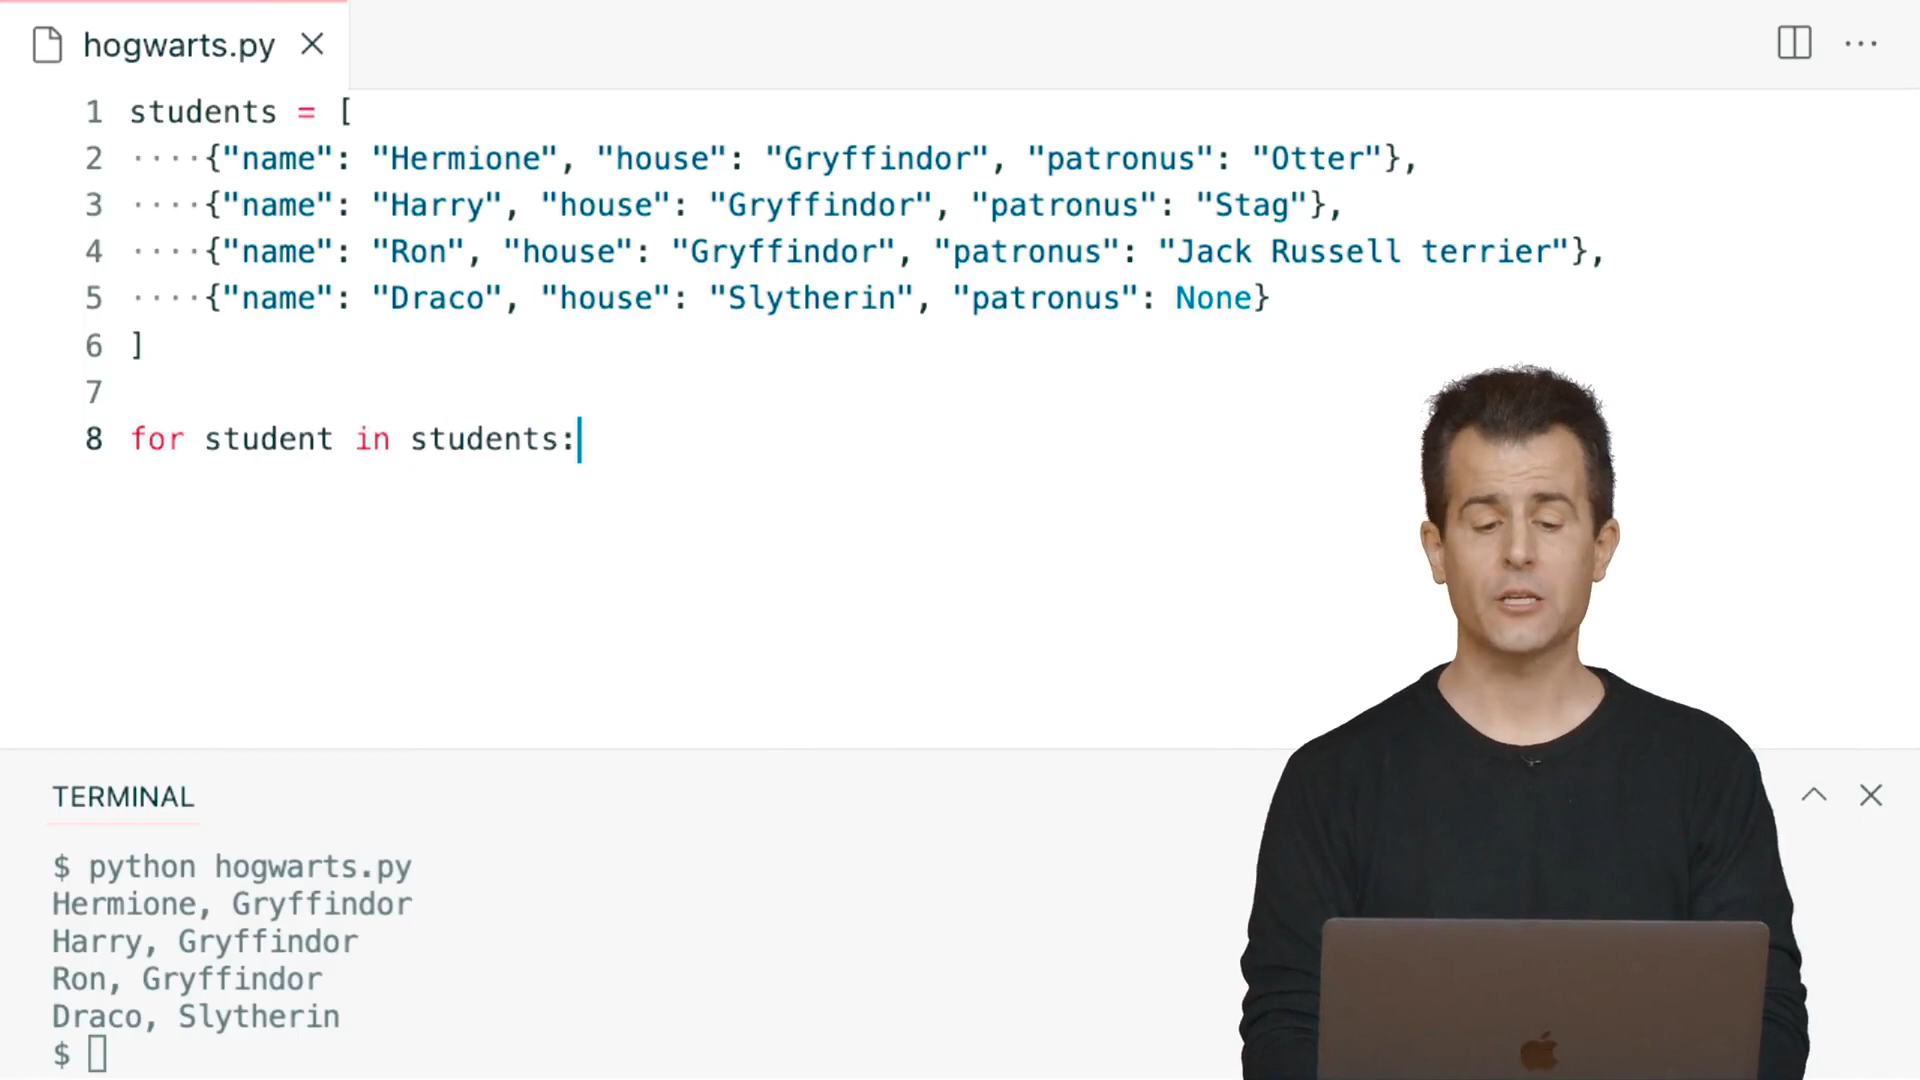 hogwarts.py
1 students = [
2 ····{"name": "Hermione", "house": "Gryffindor", "patronus": "Otter"},
3 ····{"name": "Harry", "house": "Gryffindor", "patronus": "Stag"},
4 ····{"name": "Ron", "house": "Gryffindor", "patronus": "Jack Russell terrier"},
5 ····{"name": "Draco", "house": "Slytherin", "patronus": None}
6 ]
7
8 for student in students:
TERMINAL
$ python hogwarts.py
Hermione, Gryffindor
Harry, Gryffindor
Ron, Gryffindor
Draco, Slytherin
$